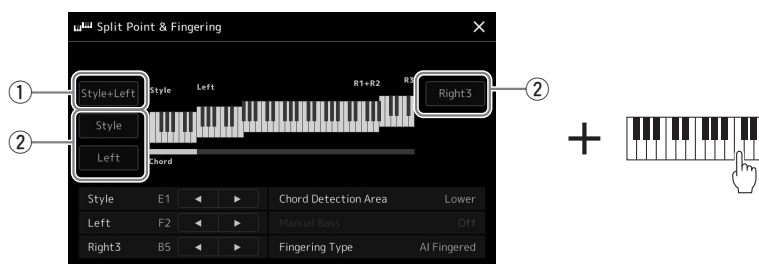 Split Point & Fingering
Style Left R1+R2 R3
① Style+Left Right3 ②
② Style
Left
Chord
Style E1 Chord Detection Area Lower
Left F2 Manual Bass Off
Right3 B5 Fingering Type AI Fingered